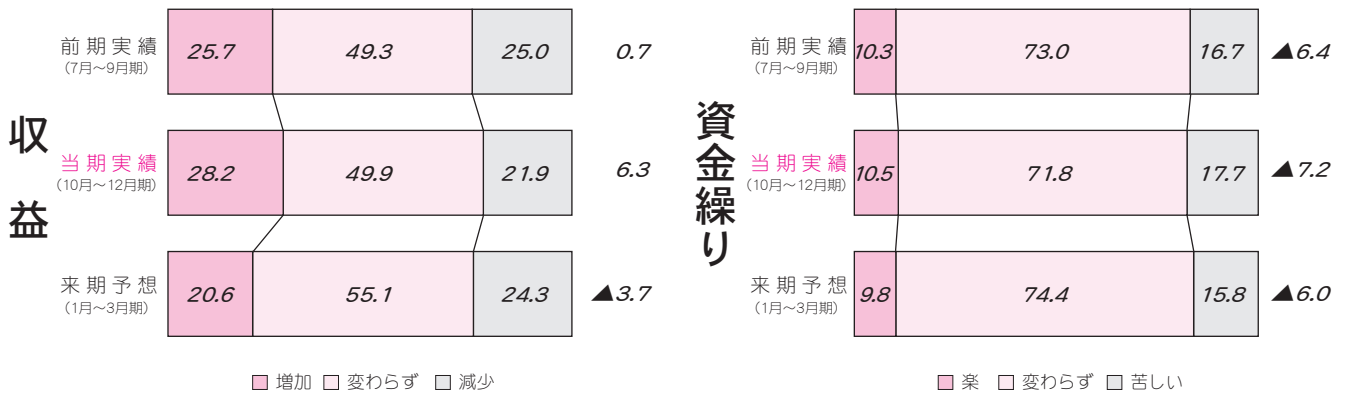 収益
前期実績
(7月〜9月期)
25.7 49.3 25.0 0.7
当期実績
(10月〜12月期)
28.2 49.9 21.9 6.3
来期予想
(1月〜3月期)
20.6 55.1 24.3 ▲3.7
増加 変わらず 減少
資金繰り
前期実績
(7月〜9月期)
10.3 73.0 16.7 ▲6.4
当期実績
(10月〜12月期)
10.5 71.8 17.7 ▲7.2
来期予想
(1月〜3月期)
9.8 74.4 15.8 ▲6.0
楽 変わらず 苦しい